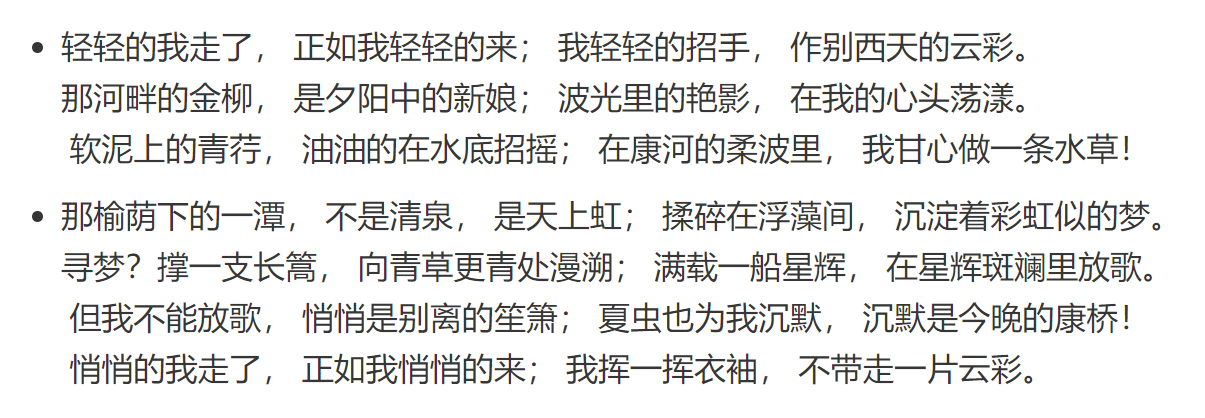 轻轻的我走了， 正如我轻轻的来； 我轻轻的招手， 作别西天的云彩。
那河畔的金柳， 是夕阳中的新娘； 波光里的艳影， 在我的心头荡漾。
软泥上的青荇， 油油的在水底招摇； 在康河的柔波里， 我甘心做一条水草！
那榆荫下的一潭， 不是清泉， 是天上虹； 揉碎在浮藻间， 沉淀着彩虹似的梦。
寻梦？撑一支长篙， 向青草更青处漫溯； 满载一船星辉， 在星辉斑斓里放歌。
但我不能放歌， 悄悄是别离的笙箫； 夏虫也为我沉默， 沉默是今晚的康桥！
悄悄的我走了， 正如我悄悄的来； 我挥一挥衣袖， 不带走一片云彩。